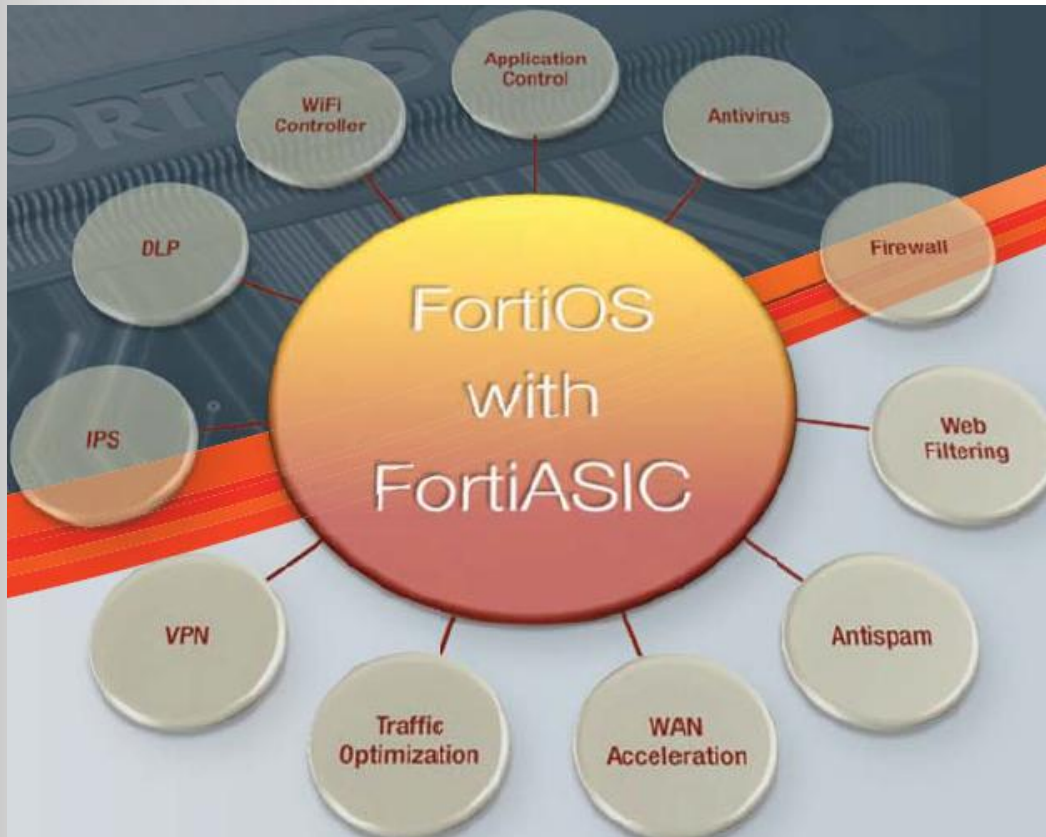 ORTIASI
Application
Control
WiFi
Controller
Antivirus
DLP
Firewall
FortiOS
with
FortiASIC
IPS
Web
Filtering
VPN
Antispam
Traffic
Optimization
WAN
Acceleration